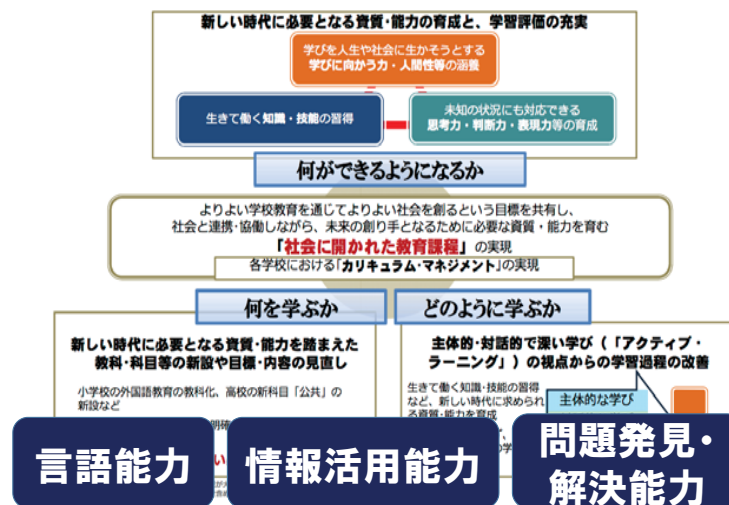 新しい時代に必要となる資質・能力の育成と、学習評価の充実
学びを人生や社会に生かそうとする
学びに向かう力・人間性等の涵養
生きて働く知識・技能の習得
未知の状況にも対応できる
思考力・判断力・表現力等の育成
何ができるようになるか
よりよい学校教育を通じてよりよい社会を創るという目標を共有し、
社会と連携・協働しながら、未来の創り手となるために必要な資質・能力を育む
「社会に開かれた教育課程」の実現
各学校における「カリキュラム・マネジメント」の実現
何を学ぶか
新しい時代に必要となる資質・能力を踏まえた
教科・科目等の新設や目標・内容の見直し
小学校の外国語教育の教科化、高校の新科目「公共」の
新設など
明確
い
どのように学ぶか
主体的・対話的で深い学び(「アクティブ・
ラーニング」)の視点からの学習過程の改善
生きて働く知識・技能の習得
など、新しい時代に求められ
る資質・能力を育成
主体的な学び
の学
言語能力
情報活用能力
問題発見・
解決能力